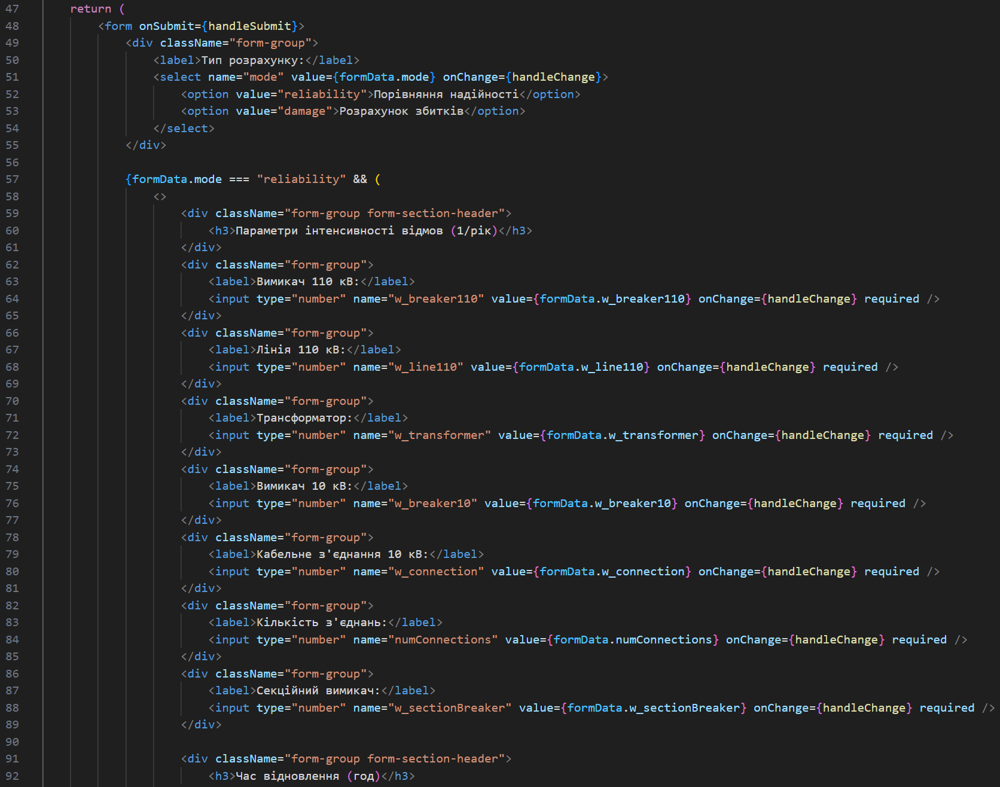 47 return (
48 <form onSubmit={handleSubmit}>
49 <div className="form-group">
50 <label>Тип розрахунку:</label>
51 <select name="mode" value={formData.mode} onChange={handleChange}>
52 <option value="reliability">Порівняння надійності</option>
53 <option value="damage">Розрахунок збитків</option>
54 </select>
55 </div>
56
57 {formData.mode === "reliability" && (
58 <>
59 <div className="form-group form-section-header">
60 <h3>Параметри інтенсивності відмов (1/рік)</h3>
61 </div>
62 <div className="form-group">
63 <label>Вимикач 110 кВ:</label>
64 <input type="number" name="w_breaker110" value={formData.w_breaker110} onChange={handleChange} required />
65 </div>
66 <div className="form-group">
67 <label>Лінія 110 кВ:</label>
68 <input type="number" name="w_line110" value={formData.w_line110} onChange={handleChange} required />
69 </div>
70 <div className="form-group">
71 <label>Трансформатор:</label>
72 <input type="number" name="w_transformer" value={formData.w_transformer} onChange={handleChange} required />
73 </div>
74 <div className="form-group">
75 <label>Вимикач 10 кВ:</label>
76 <input type="number" name="w_breaker10" value={formData.w_breaker10} onChange={handleChange} required />
77 </div>
78 <div className="form-group">
79 <label>Кабельне з'єднання 10 кВ:</label>
80 <input type="number" name="w_connection" value={formData.w_connection} onChange={handleChange} required />
81 </div>
82 <div className="form-group">
83 <label>Кількість з'єднань:</label>
84 <input type="number" name="numConnections" value={formData.numConnections} onChange={handleChange} required />
85 </div>
86 <div className="form-group">
87 <label>Секційний вимикач:</label>
88 <input type="number" name="w_sectionBreaker" value={formData.w_sectionBreaker} onChange={handleChange} required />
89 </div>
90
91 <div className="form-group form-section-header">
92 <h3>Час відновлення (год)</h3>